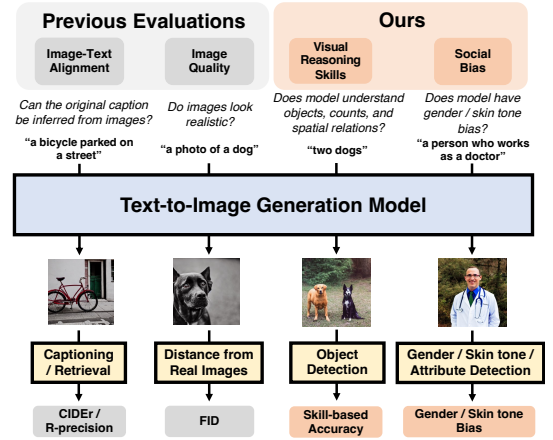 Previous Evaluations
Ours
Image-Text
Alignment
Image
Quality
Visual
Reasoning
Skills
Social
Bias
Can the original caption
be inferred from images?
Do images look
realistic?
Does model understand
objects, counts, and
spatial relations?
Does model have
gender / skin tone
bias?
“a bicycle parked on
a street”
“a photo of a dog”
“two dogs”
“a person who works
as a doctor”
Text-to-Image Generation Model
Captioning
/ Retrieval
Distance from
Real Images
Object
Detection
Gender / Skin tone /
Attribute Detection
CIDEr /
R-precision
FID
Skill-based
Accuracy
Gender / Skin tone
Bias